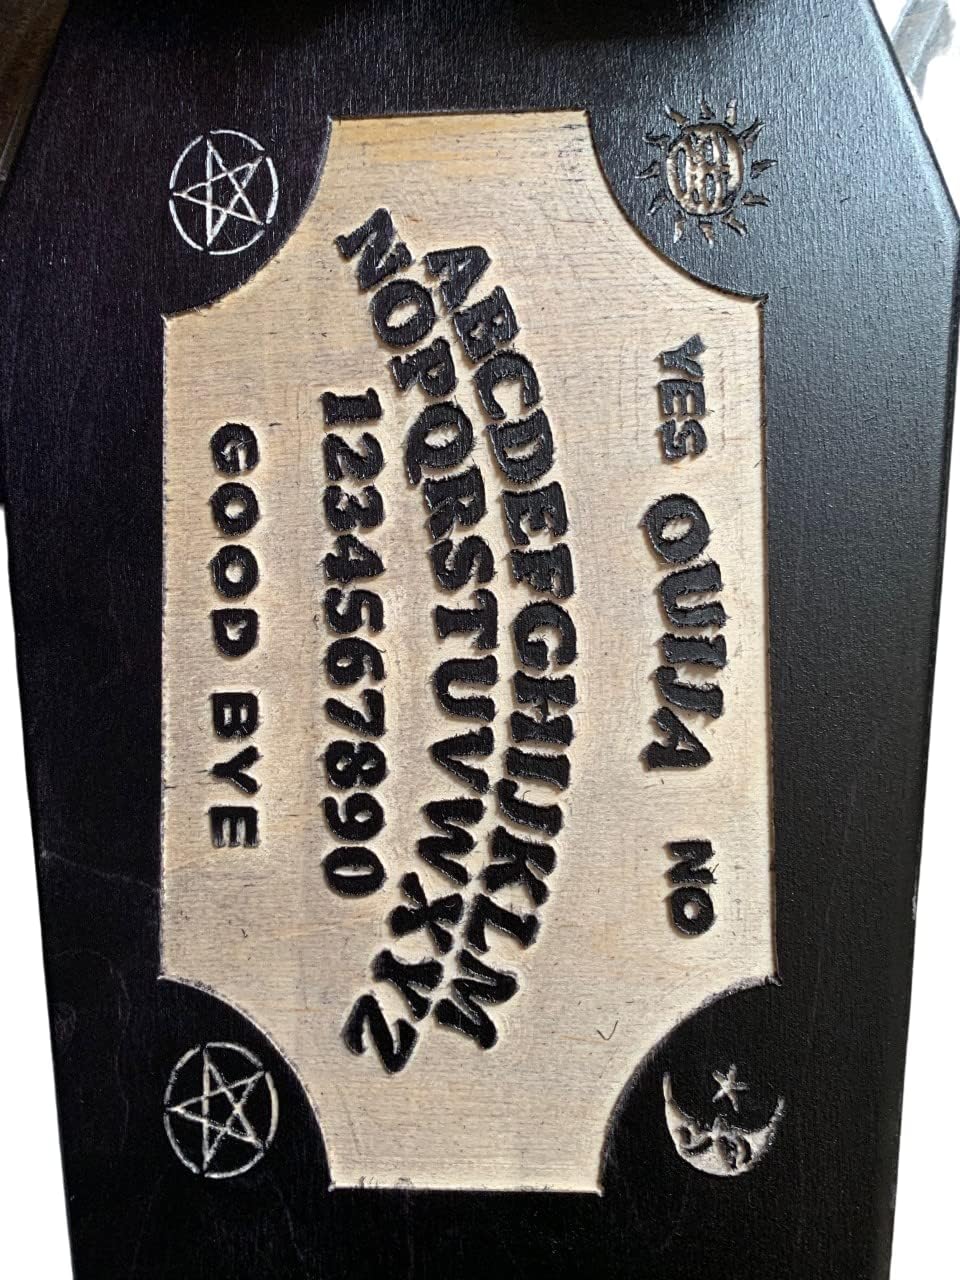 YES OUIJA NO
ABCDEFGHIJKLM
NOPQRSTUVWXYZ
1234567890
GOOD BYE